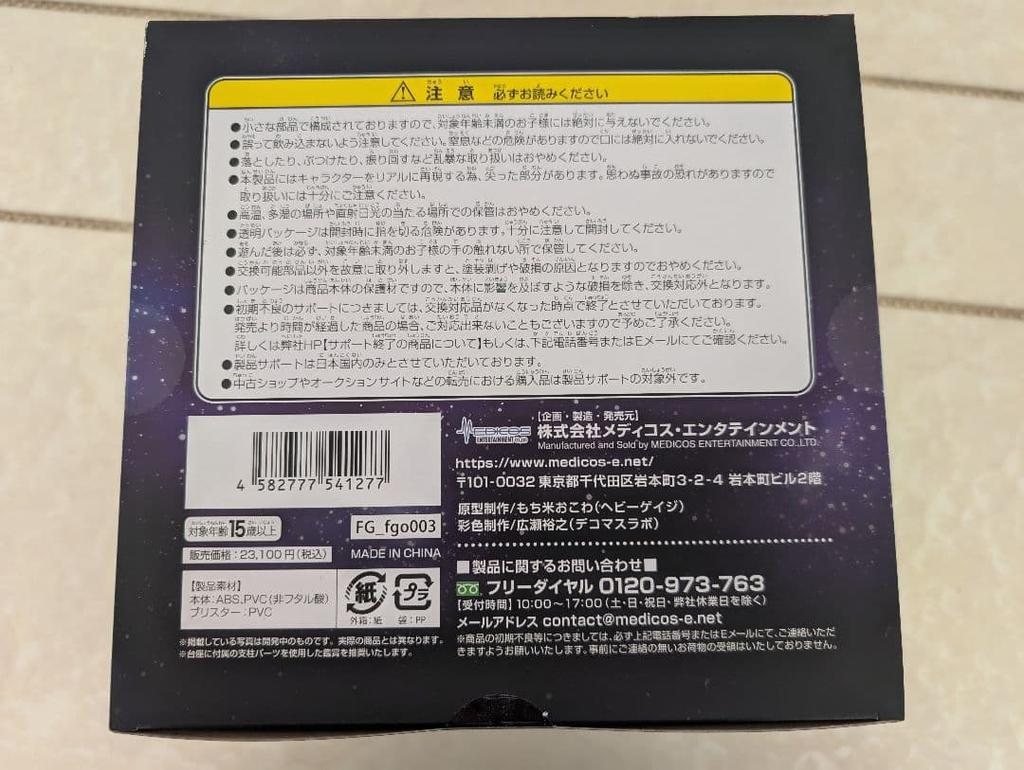 注意 必ずお読みください
●小さな部品で構成されておりますので、対象年齢未満のお子様には絶対に与えないでください。
●誤って飲み込まないよう注意してください。窒息などの危険がありますので口には絶対に入れないでください。
●落としたり、ぶつけたり、振り回すなど乱暴な取り扱いはおやめください。
●本製品にはキャラクターをリアルに再現する為、尖った部分があります。思わぬ事故の恐れがありますので
取り扱いには十分にご注意ください。
●高温、多湿の場所や直射日光の当たる場所での保管はおやめください。
●透明パッケージは開封時に指を切る危険があります。十分に注意して開封してください。
●遊んだ後は必ず、対象年齢未満のお子様の手の触れない所で保管してください。
●交換可能部品以外を故意に取り外しますと、塗装剥げや破損の原因となりますのでおやめください。
●パッケージは商品本体の保護材ですので、本体に影響を及ぼすような破損を除き、交換対応外となります。
●初期不良のサポートにつきましては、交換対応品がなくなった時点で終了とさせていただいております。
発売より時間が経過した商品の場合、ご対応出来ないこともございますので予めご了承ください。
詳しくは弊社HP【サポート終了の商品について】もしくは、下記電話番号またはEメールにてご確認ください。
●製品サポートは日本国内のみとさせていただいております。
●中古ショップやオークションサイトなどの転売における購入品は製品サポートの対象外です。
4 582777 541277
対象年齢15歳以上
FG_fgo003
販売価格:23,100円(税込)
MADE IN CHINA
【製品素材】
本体:ABS、PVC(非フタル酸)
ブリスター:PVC
紙
外箱:紙
プラ
袋:PP
※掲載している写真は開発中のものです。実際の商品とは異なります。
※台座に付属の支柱パーツを使用した鑑賞を推奨いたします。
MEDICOS
ENTERTAINMENT
【企画・製造・発売元】
株式会社メディコス・エンタテインメント
Manufactured and Sold by MEDICOS ENTERTAINMENT CO.,LTD.
https://www.medicos-e.net/
〒101-0032 東京都千代田区岩本町3-2-4 岩本町ビル2階
原型制作/もち米おこわ(ヘビーゲイジ)
彩色制作/広瀬裕之(デコマスラボ)
■製品に関するお問い合わせ■
フリーダイヤル 0120-973-763
【受付時間】10:00〜17:00(土・日・祝日・弊社休業日を除く)
メールアドレス contact@medicos-e.net
※商品の初期不良等につきましては、必ず上記電話番号またはEメールにて、ご連絡いただ
きますようお願いいたします。事前にご連絡の無いお荷物の受領はいたしておりません。